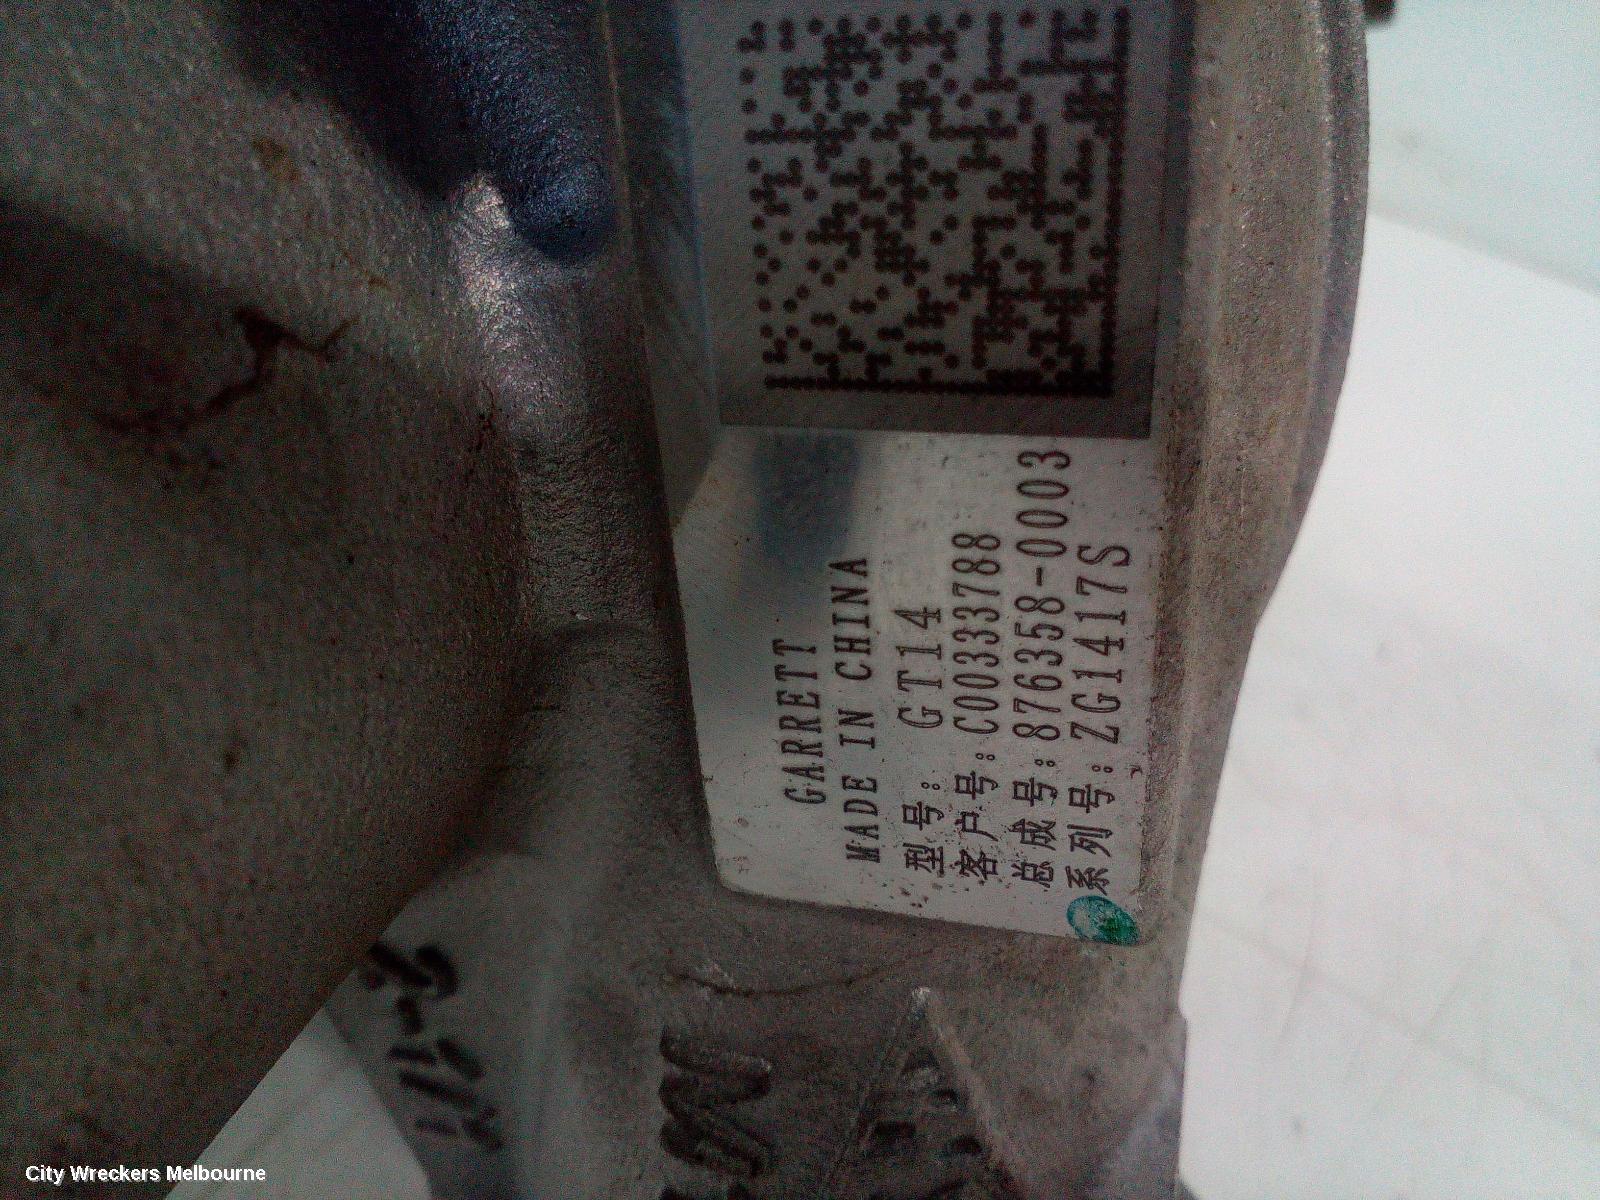 GARRETT
MADE IN CHINA
型号: GT14
客户号:C00333788
总成号:876358-0003
系列号:ZG1417S
City Wreckers Melbourne